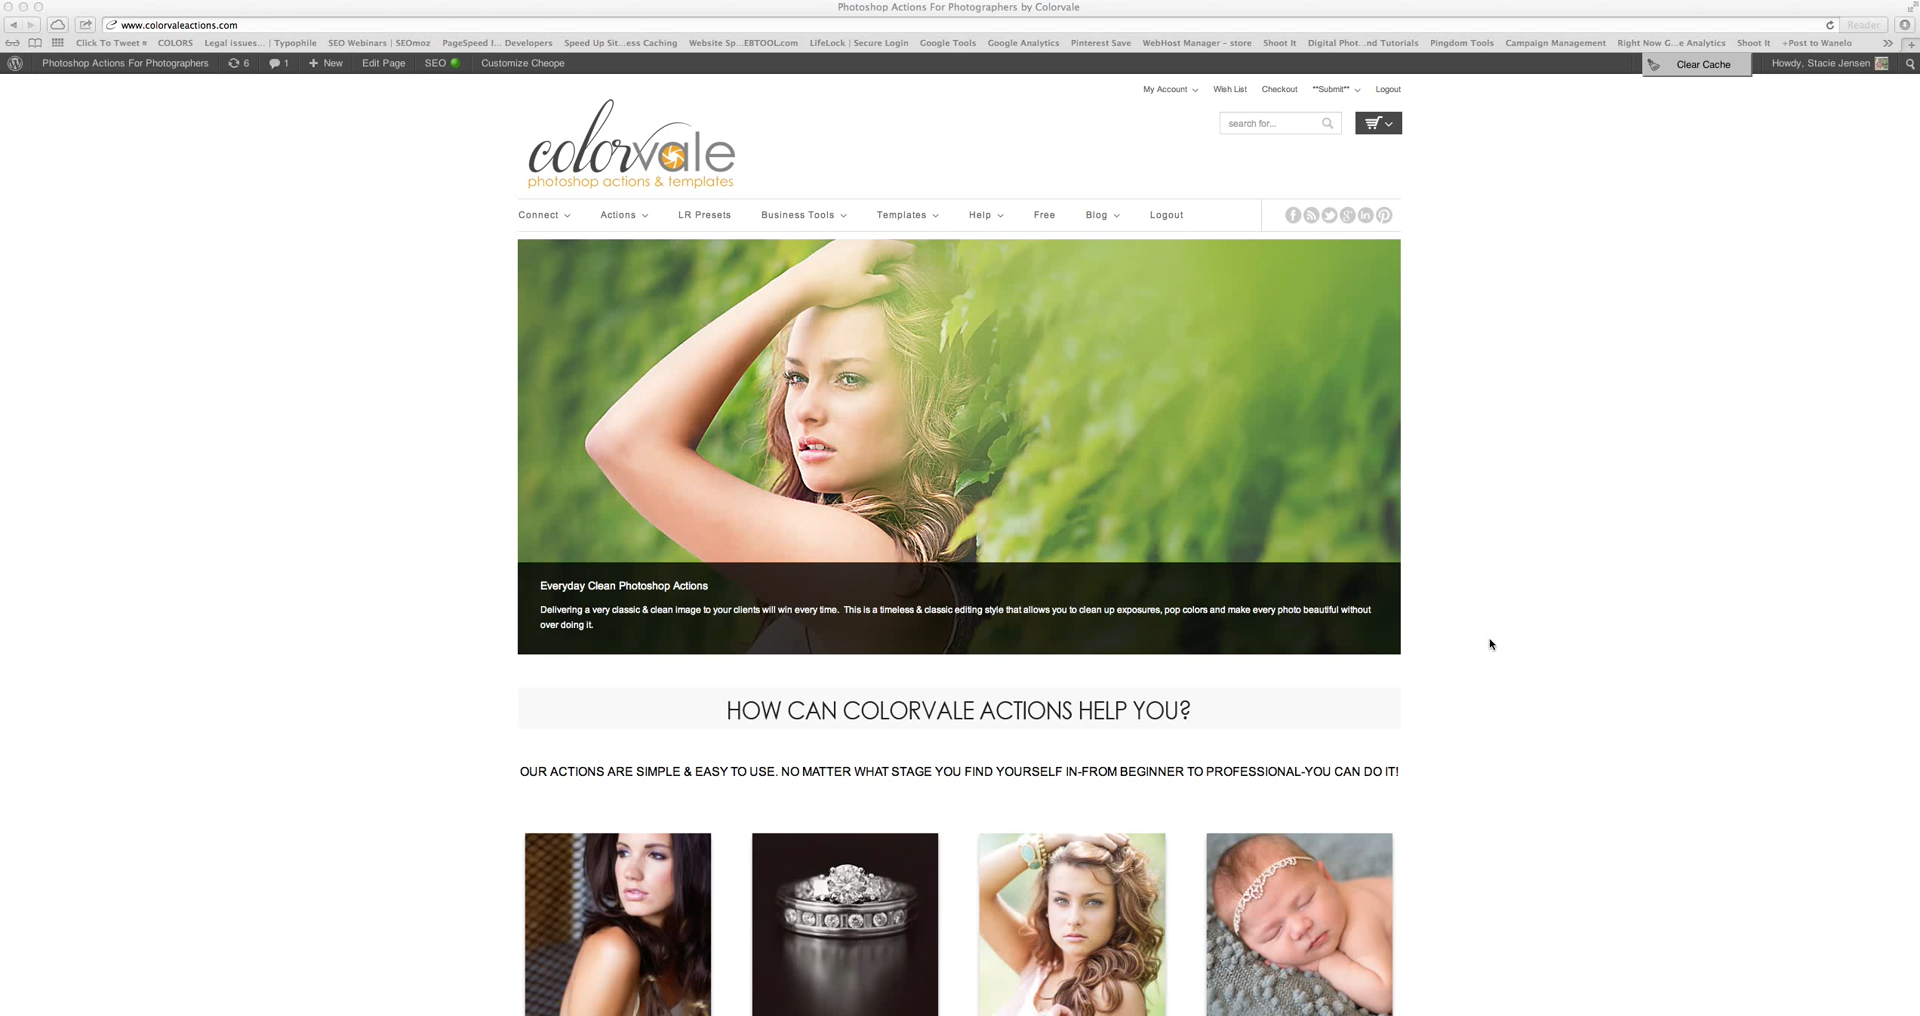 Photoshop Actions For Photographers by Colorvale
www.colorvaleactions.com
Reader
Click To Tweet
COLORS
Legal issues... | Typophile
SEO Webinars | SEOmoz
PageSpeed I... Developers
Speed Up Sit...ess Caching
Website Sp...EBTOOL.com
LifeLock | Secure Login
Google Tools
Google Analytics
Pinterest Save
WebHost Manager – store
Shoot It
Digital Phot...nd Tutorials
Pingdom Tools
Campaign Management
Right Now G...e Analytics
Shoot It
+Post to Wanelo
Photoshop Actions For Photographers
6
1
+ New
Edit Page
SEO
Customize Cheope
Clear Cache
Howdy, Stacie Jensen
My Account
Wish List
Checkout
**Submit**
Logout
search for...
colorvale
photoshop actions & templates
Connect
Actions
LR Presets
Business Tools
Templates
Help
Free
Blog
Logout
Everyday Clean Photoshop Actions
Delivering a very classic & clean image to your clients will win every time. This is a timeless & classic editing style that allows you to clean up exposures, pop colors and make every photo beautiful without
over doing it.
HOW CAN COLORVALE ACTIONS HELP YOU?
OUR ACTIONS ARE SIMPLE & EASY TO USE. NO MATTER WHAT STAGE YOU FIND YOURSELF IN-FROM BEGINNER TO PROFESSIONAL-YOU CAN DO IT!